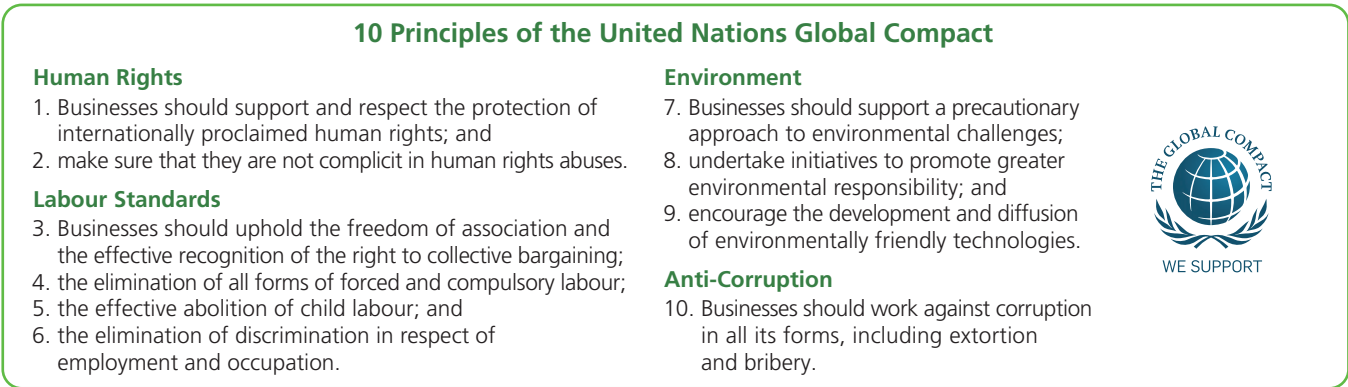 10 Principles of the United Nations Global Compact
Human Rights
1. Businesses should support and respect the protection of
internationally proclaimed human rights; and
2. make sure that they are not complicit in human rights abuses.
Labour Standards
3. Businesses should uphold the freedom of association and
the effective recognition of the right to collective bargaining;
4. the elimination of all forms of forced and compulsory labour;
5. the effective abolition of child labour; and
6. the elimination of discrimination in respect of
employment and occupation.
Environment
7. Businesses should support a precautionary
approach to environmental challenges;
8. undertake initiatives to promote greater
environmental responsibility; and
9. encourage the development and diffusion
of environmentally friendly technologies.
Anti-Corruption
10. Businesses should work against corruption
in all its forms, including extortion
and bribery.
THE GLOBAL COMPACT
WE SUPPORT